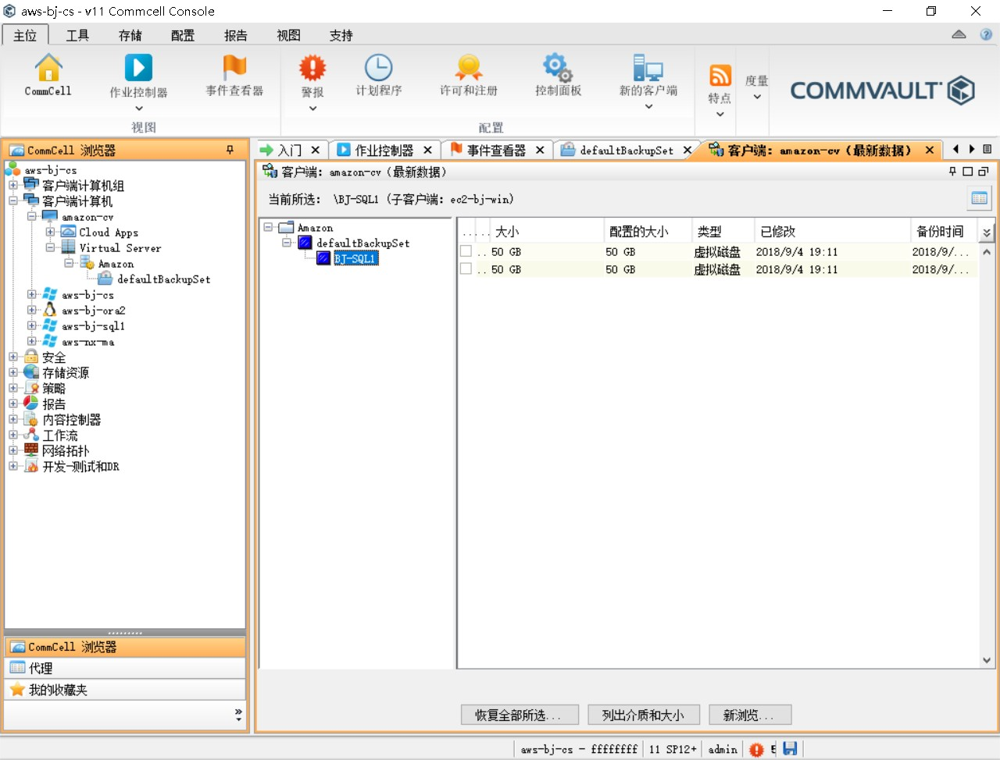 aws-bj-cs - v11 Commcell Console
主位 工具 存储 配置 报告 视图 支持
CommCell 作业控制器 事件查看器 警报 计划程序 许可和注册 控制面板 新的客户端 特点 度量
COMMVAULT
视图 配置
CommCell 浏览器
入门 作业控制器 事件查看器 defaultBackupSet 客户端: amazon-cv (最新数据)
aws-bj-cs
客户端计算机组
客户端计算机
amazon-cv
Cloud Apps
Virtual Server
Amazon
defaultBackupSet
aws-bj-cs
aws-bj-ora2
aws-bj-sql1
aws-nx-ma
安全
存储资源
策略
报告
内容控制器
工作流
网络拓扑
开发-测试和DR
CommCell 浏览器
代理
我的收藏夹
客户端: amazon-cv (最新数据)
当前所选: \BJ-SQL1 (子客户端: ec2-bj-win)
Amazon
defaultBackupSet
BJ-SQL1
.... 大小 配置的大小 类型 已修改 备份时间
.. 50 GB 50 GB 虚拟磁盘 2018/9/4 19:11 2018/9/...
.. 50 GB 50 GB 虚拟磁盘 2018/9/4 19:11 2018/9/...
恢复全部所选... 列出介质和大小 新浏览...
aws-bj-cs - ffffffff 11 SP12+ admin